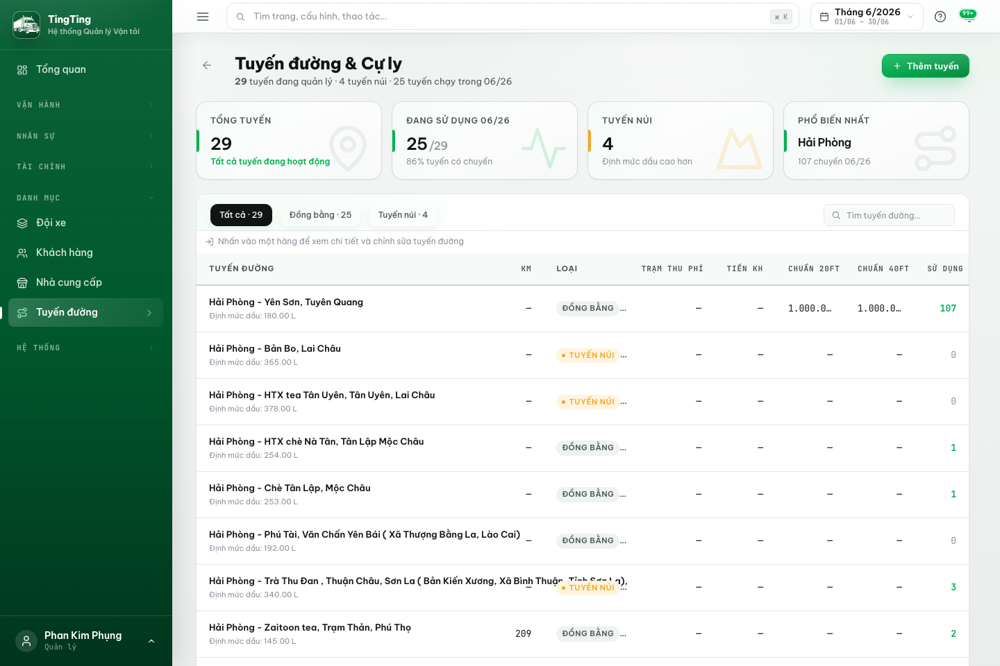 TingTing
Hệ thống Quản lý Vận tải
Tổng quan
VẬN HÀNH
NHÂN SỰ
TÀI CHÍNH
DANH MỤC
Đội xe
Khách hàng
Nhà cung cấp
Tuyến đường
HỆ THỐNG
Phan Kim Phụng
Quản lý
Tìm trang, cấu hình, thao tác...
⌘ K
Tháng 6/2026
01/06 – 30/06
99+
Tuyến đường & Cự ly
29 tuyến đang quản lý · 4 tuyến núi · 25 tuyến chạy trong 06/26
+ Thêm tuyến
TỔNG TUYẾN
29
Tất cả tuyến đang hoạt động
ĐANG SỬ DỤNG 06/26
25 /29
86% tuyến có chuyến
TUYẾN NÚI
4
Định mức dầu cao hơn
PHỔ BIẾN NHẤT
Hải Phòng
107 chuyến 06/26
Tất cả · 29
Đồng bằng · 25
Tuyến núi · 4
Tìm tuyến đường...
Nhấn vào một hàng để xem chi tiết và chỉnh sửa tuyến đường
TUYẾN ĐƯỜNG KM LOẠI TRẠM THU PHÍ TIỀN KH CHUẨN 20FT CHUẨN 40FT SỬ DỤNG
Hải Phòng - Yên Sơn, Tuyên Quang
Định mức dầu: 180.00 L
— ĐỒNG BẰNG ... — — 1.000.0… 1.000.0… 107
Hải Phòng - Bản Bo, Lai Châu
Định mức dầu: 365.00 L
— TUYẾN NÚI ... — — — — 0
Hải Phòng - HTX tea Tân Uyên, Tân Uyên, Lai Châu
Định mức dầu: 378.00 L
— TUYẾN NÚI ... — — — — 0
Hải Phòng - HTX chè Nà Tân, Tân Lập Mộc Châu
Định mức dầu: 254.00 L
— ĐỒNG BẰNG ... — — — — 1
Hải Phòng - Chè Tân Lập, Mộc Châu
Định mức dầu: 253.00 L
— ĐỒNG BẰNG ... — — — — 1
Hải Phòng - Phú Tài, Văn Chấn Yên Bái ( Xã Thượng Bằng La, Lào Cai)
Định mức dầu: 192.00 L
— ĐỒNG BẰNG ... — — — — 0
Hải Phòng - Trà Thu Đan , Thuận Châu, Sơn La ( Bản Kiến Xương, Xã Bình Thuận, Tỉnh Sơn La),
Định mức dầu: 340.00 L
— TUYẾN NÚI ... — — — — 3
Hải Phòng - Zaitoon tea, Trạm Thản, Phú Thọ
Định mức dầu: 145.00 L
209 ĐỒNG BẰNG ... — — — — 2